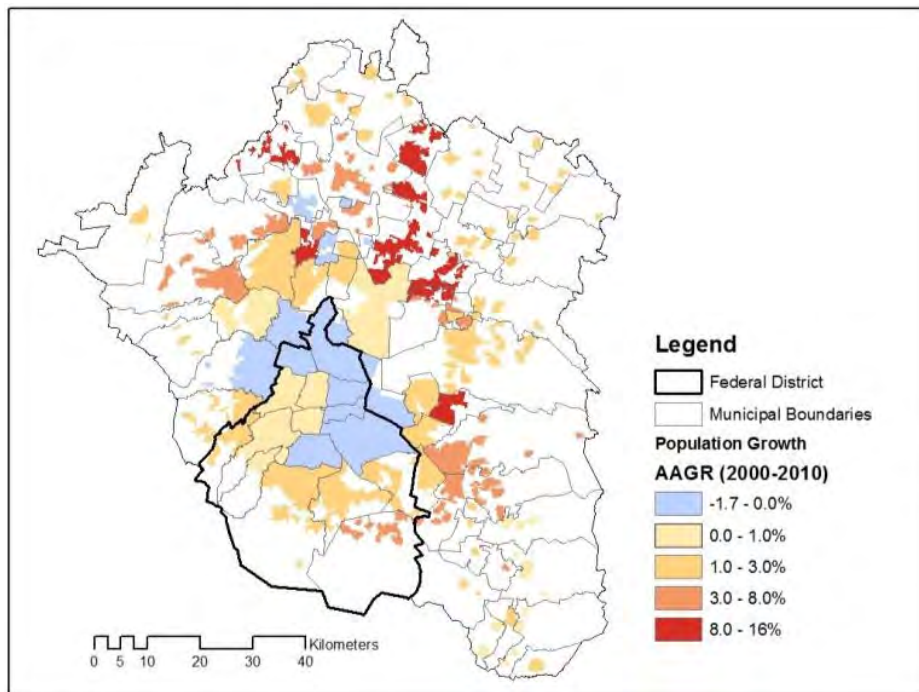 Legend
Federal District
Municipal Boundaries
Population Growth
AAGR (2000-2010)
-1.7 - 0.0%
0.0 - 1.0%
1.0 - 3.0%
3.0 - 8.0%
8.0 - 16%
Kilometers
0 5 10 20 30 40